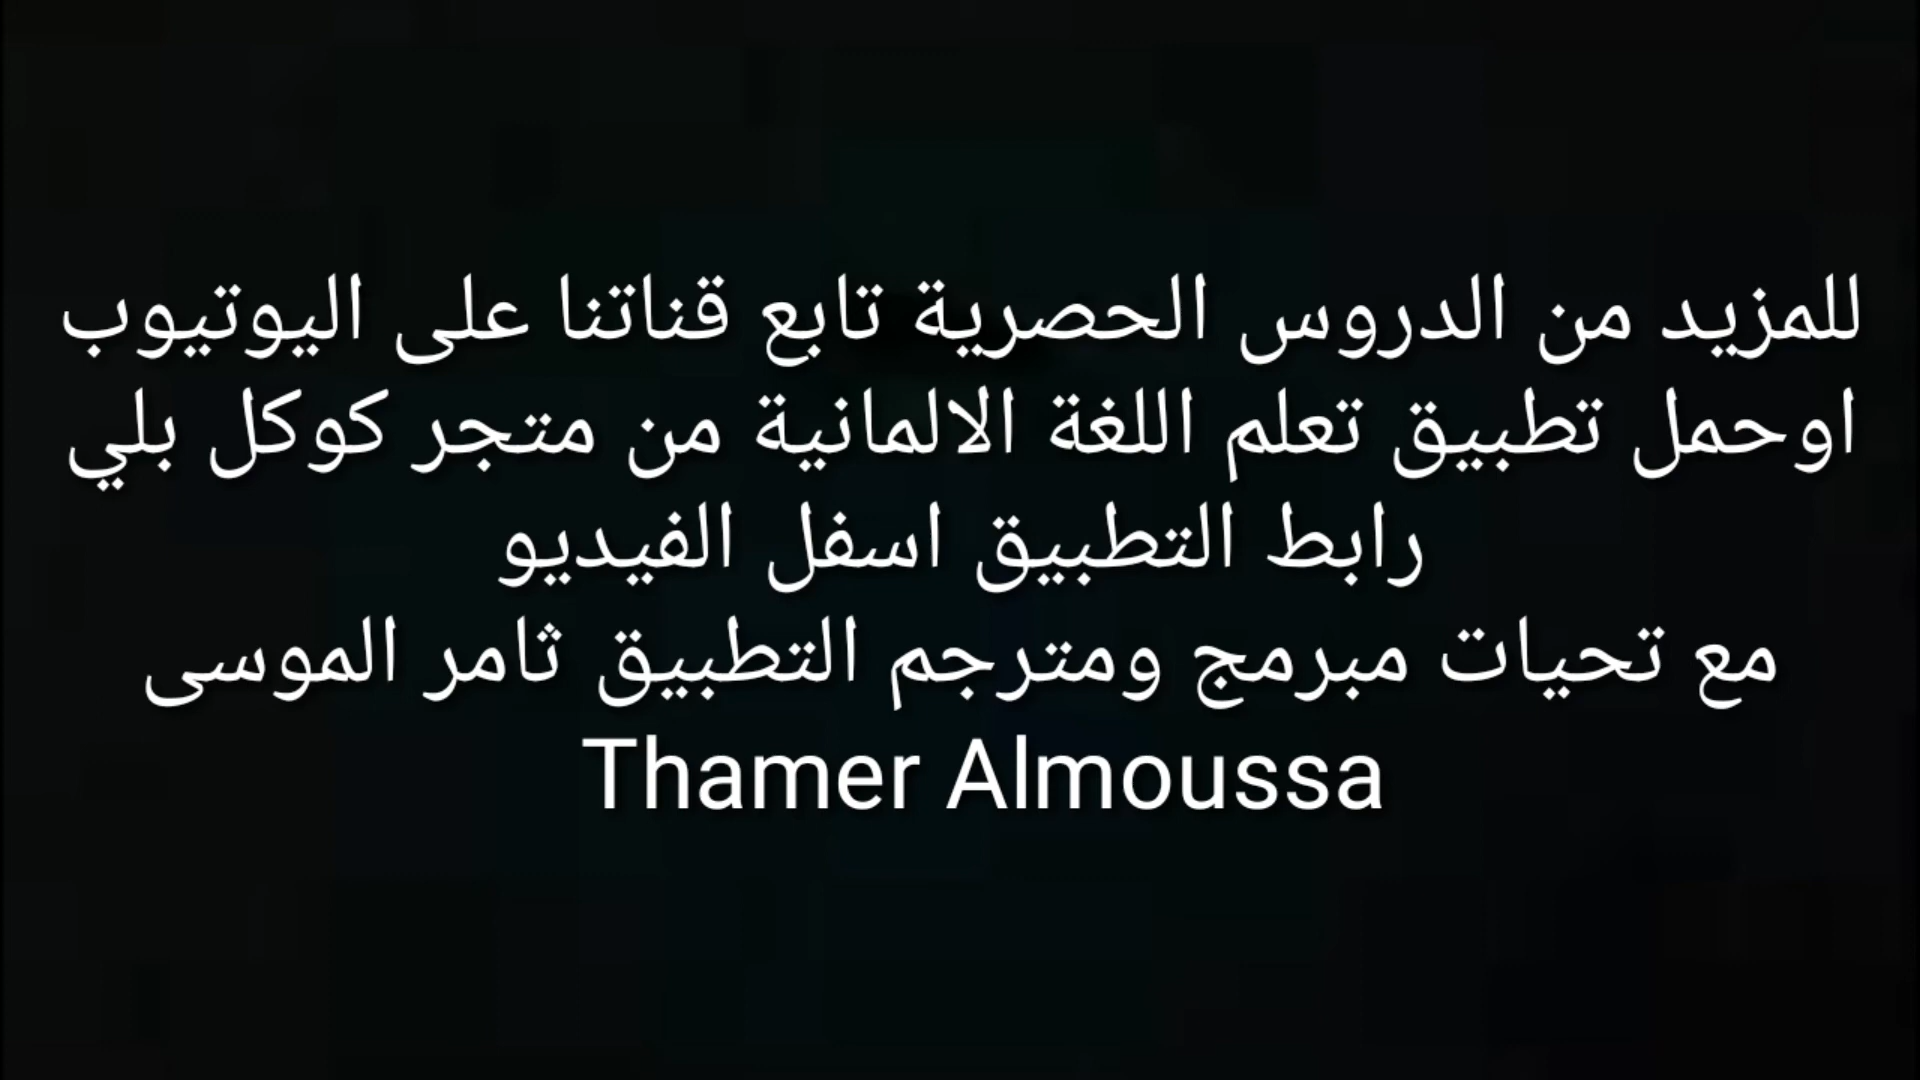 للمزيد من الدروس الحصرية تابع قناتنا على اليوتيوب
اوحمل تطبيق تعلم اللغة الالمانية من متجر كوكل بلي
رابط التطبيق اسفل الفيديو
مع تحيات مبرمج ومترجم التطبيق ثامر الموسى
Thamer Almoussa